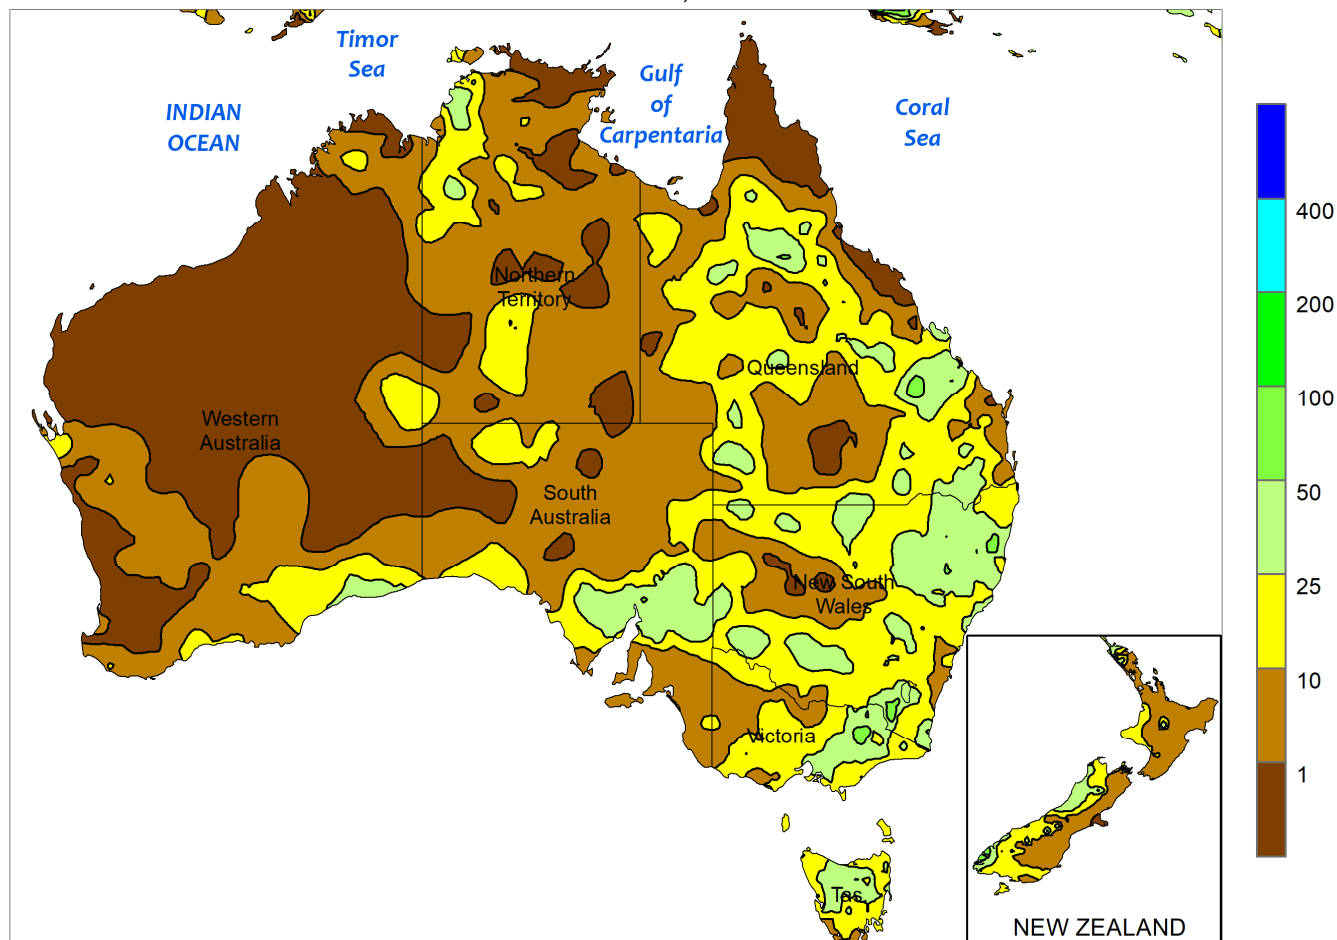 Timor
Sea
Gulf
of
Carpentaria
INDIAN
OCEAN
Coral
Sea
400
200
100
50
25
10
1
Northern
Territory
Queensland
Western
Australia
South
Australia
New South
Wales
Victoria
Tas
NEW ZEALAND